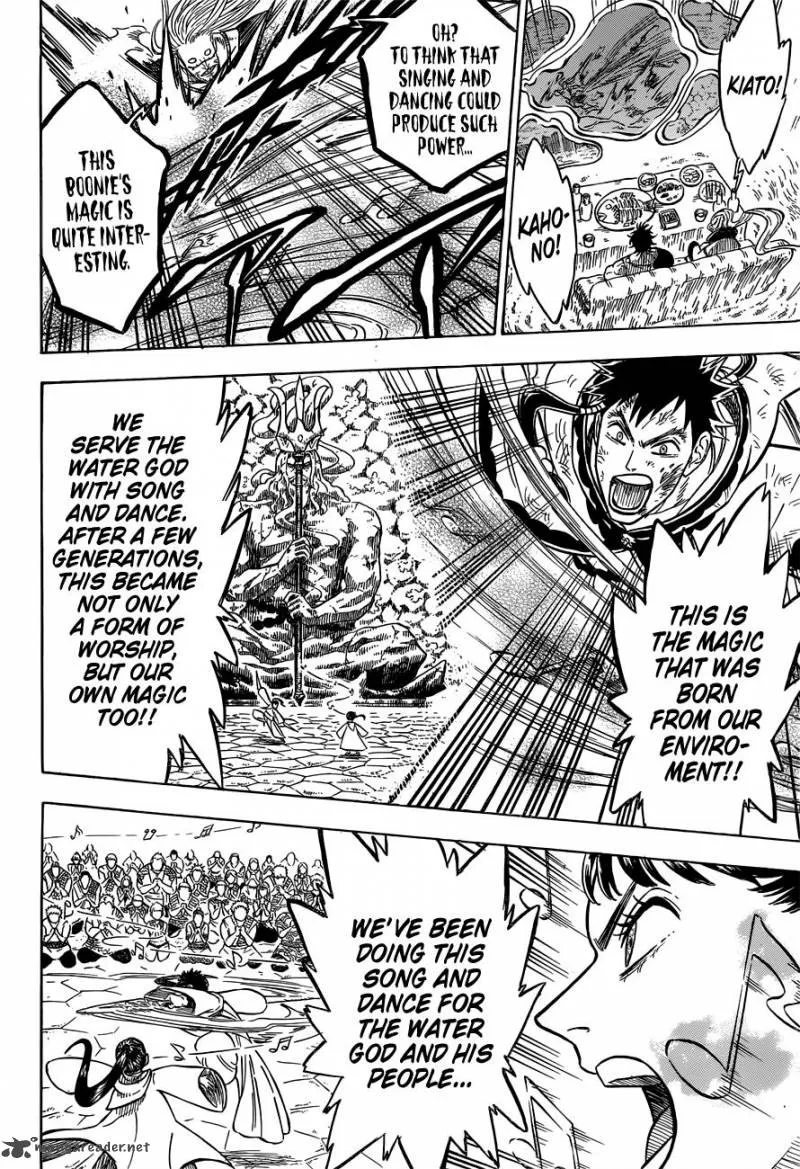 KIATO!
KAHO-
NO!
OH?
TO THINK THAT
SINGING AND
DANCING COULD
PRODUCE SUCH
POWER...
THIS
BOONIE'S
MAGIC IS
QUITE INTER-
ESTING.
THIS IS
THE MAGIC
THAT WAS
BORN
FROM OUR
ENVIRO-
MENT!!
WE
SERVE THE
WATER GOD
WITH SONG
AND DANCE.
AFTER A FEW
GENERATIONS,
THIS BECAME
NOT ONLY
A FORM OF
WORSHIP,
BUT OUR
OWN MAGIC
TOO!!
WE'VE BEEN
DOING THIS
SONG AND
DANCE FOR
THE WATER
GOD AND HIS
PEOPLE...
mangareader.net